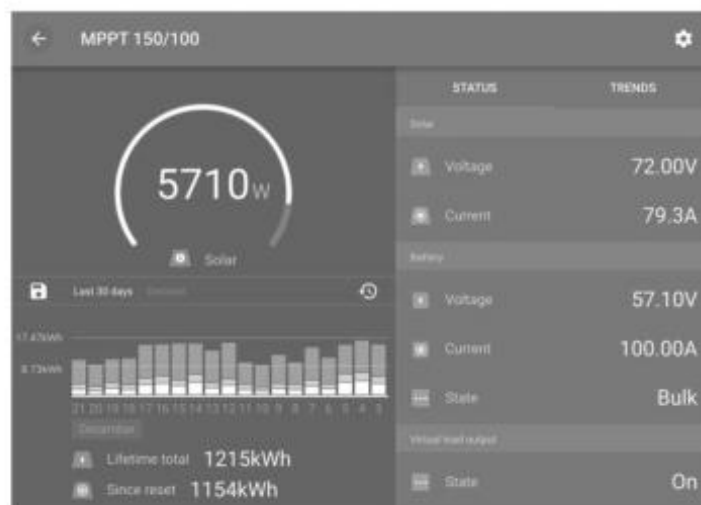 MPPT 150/100
STATUS TRENDS
Solar
Voltage 72.00V
Current 79.3A
5710W
Solar
Battery
Voltage 57.10V
Current 100.00A
State Bulk
Virtual load output
State On
Last 30 days
17.47kWh
8.73kWh
21 20 19 18 17 16 15 14 13 12 11 10 9 8 7 6 5 4 3
December
Lifetime total 1215kWh
Since reset 1154kWh